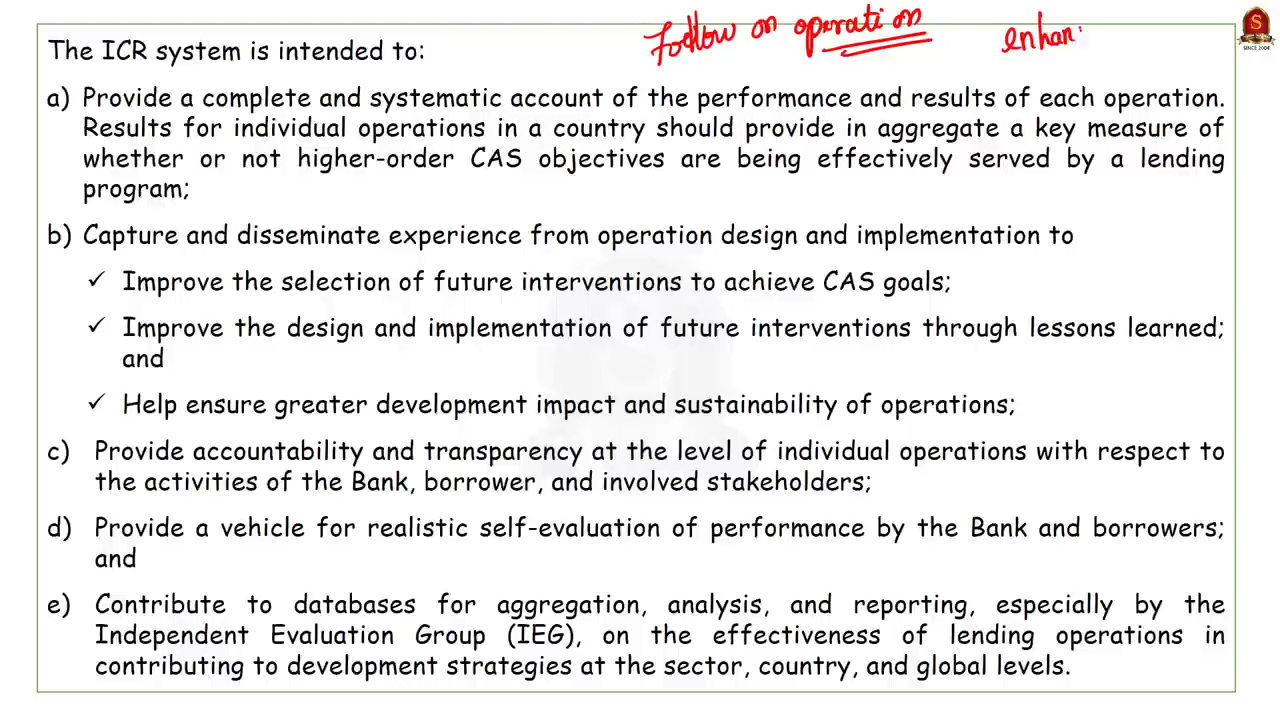 Follow on operation enhan.
S
SINCE 2004
The ICR system is intended to:
a) Provide a complete and systematic account of the performance and results of each operation.
Results for individual operations in a country should provide in aggregate a key measure of
whether or not higher-order CAS objectives are being effectively served by a lending
program;
b) Capture and disseminate experience from operation design and implementation to
✓ Improve the selection of future interventions to achieve CAS goals;
✓ Improve the design and implementation of future interventions through lessons learned;
and
✓ Help ensure greater development impact and sustainability of operations;
c) Provide accountability and transparency at the level of individual operations with respect to
the activities of the Bank, borrower, and involved stakeholders;
d) Provide a vehicle for realistic self-evaluation of performance by the Bank and borrowers;
and
e) Contribute to databases for aggregation, analysis, and reporting, especially by the
Independent Evaluation Group (IEG), on the effectiveness of lending operations in
contributing to development strategies at the sector, country, and global levels.